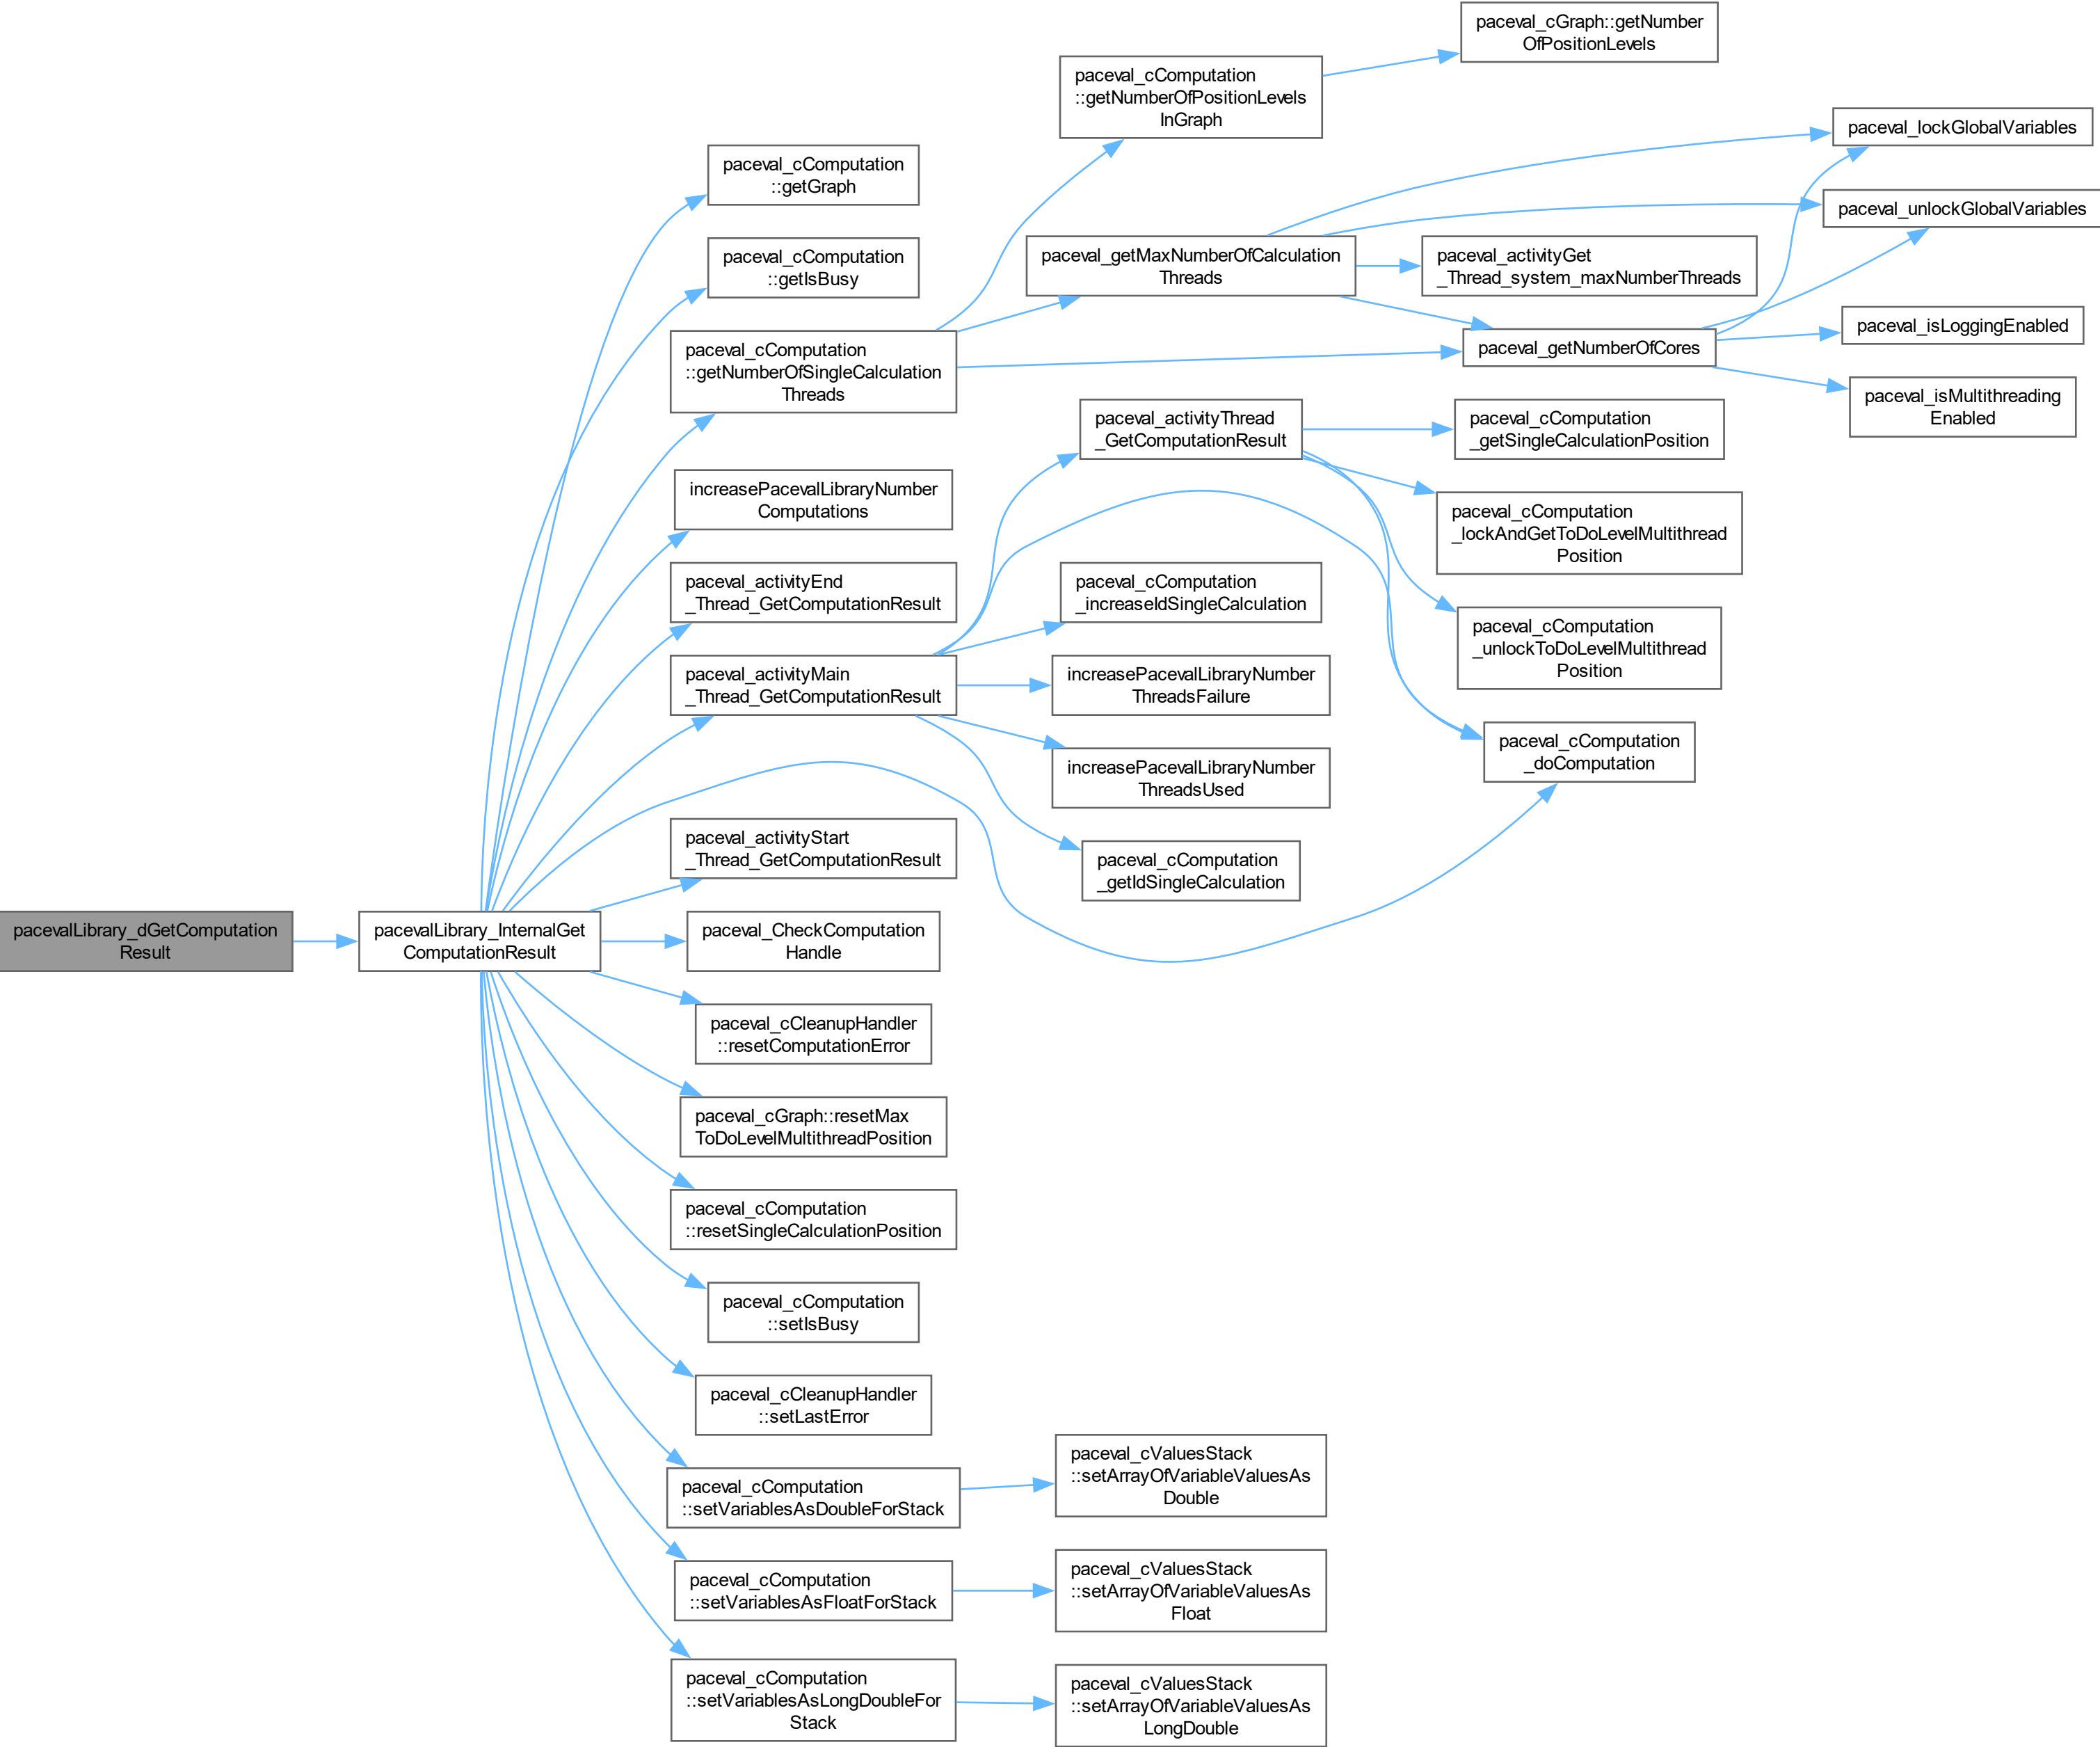 pacevalLibrary_dGetComputation
Result
pacevalLibrary_InternalGet
ComputationResult
paceval_cComputation
::getGraph
paceval_cComputation
::getIsBusy
paceval_cComputation
::getNumberOfSingleCalculation
Threads
increasePacevalLibraryNumber
Computations
paceval_activityEnd
_Thread_GetComputationResult
paceval_activityMain
_Thread_GetComputationResult
paceval_activityStart
_Thread_GetComputationResult
paceval_CheckComputation
Handle
paceval_cCleanupHandler
::resetComputationError
paceval_cGraph::resetMax
ToDoLevelMultithreadPosition
paceval_cComputation
::resetSingleCalculationPosition
paceval_cComputation
::setIsBusy
paceval_cCleanupHandler
::setLastError
paceval_cComputation
::setVariablesAsDoubleForStack
paceval_cComputation
::setVariablesAsFloatForStack
paceval_cComputation
::setVariablesAsLongDoubleFor
Stack
paceval_cComputation
::getNumberOfPositionLevels
InGraph
paceval_getMaxNumberOfCalculation
Threads
paceval_activityThread
_GetComputationResult
paceval_cComputation
_increaseIdSingleCalculation
increasePacevalLibraryNumber
ThreadsFailure
increasePacevalLibraryNumber
ThreadsUsed
paceval_cComputation
_getIdSingleCalculation
paceval_cValuesStack
::setArrayOfVariableValuesAs
Double
paceval_cValuesStack
::setArrayOfVariableValuesAs
Float
paceval_cValuesStack
::setArrayOfVariableValuesAs
LongDouble
paceval_cGraph::getNumber
OfPositionLevels
paceval_activityGet
_Thread_system_maxNumberThreads
paceval_getNumberOfCores
paceval_cComputation
_getSingleCalculationPosition
paceval_cComputation
_lockAndGetToDoLevelMultithread
Position
paceval_cComputation
_unlockToDoLevelMultithread
Position
paceval_cComputation
_doComputation
paceval_lockGlobalVariables
paceval_unlockGlobalVariables
paceval_isLoggingEnabled
paceval_isMultithreading
Enabled